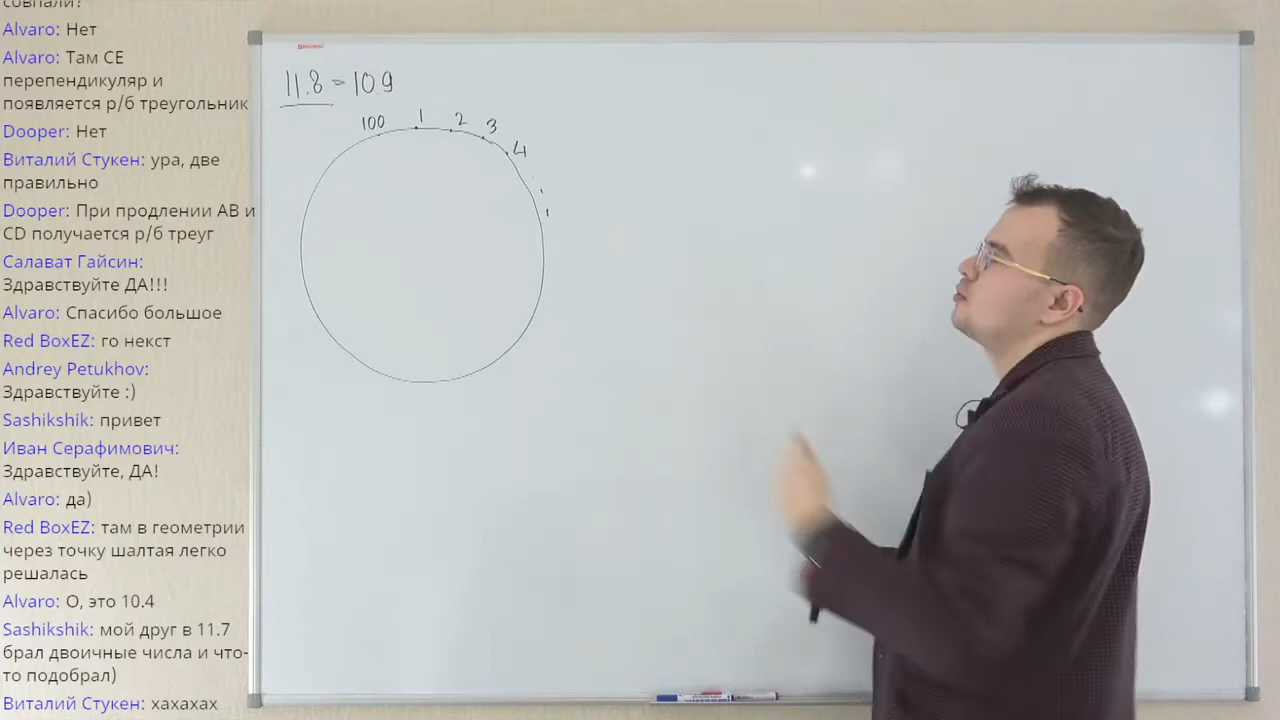 совпали?
Alvaro: Нет
Alvaro: Там CE
перепендикуляр и
появляется р/б треугольник
Dooper: Нет
Виталий Стукен: ура, две
правильно
Dooper: При продлении АВ и
CD получается р/б треуг
Салават Гайсин:
Здравствуйте ДА!!!
Alvaro: Спасибо большое
Red BoxEZ: го некст
Andrey Petukhov:
Здравствуйте :)
Sashikshik: привет
Иван Серафимович:
Здравствуйте, ДА!
Alvaro: да)
Red BoxEZ: там в геометрии
через точку шалтая легко
решалась
Alvaro: О, это 10.4
Sashikshik: мой друг в 11.7
брал двоичные числа и что-
то подобрал)
Виталий Стукен: хахахах
11.8 = 10.9
100 1 2 3 4